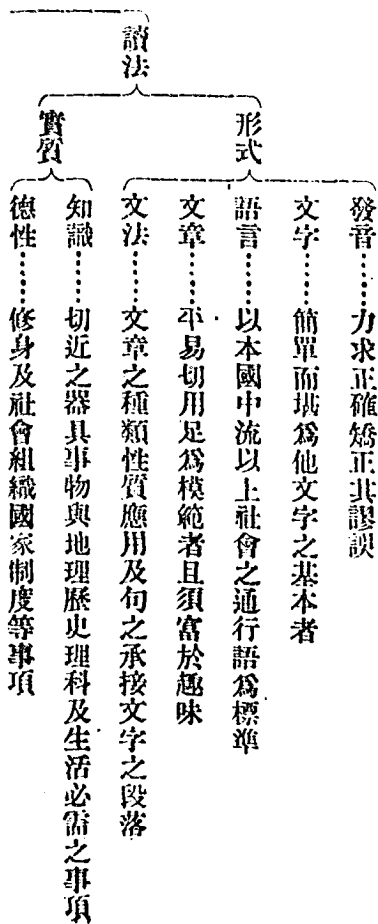 讀法
形式
發音……力求正確矯正其謬誤
文字……簡單而堪爲他文字之基本者
語言……以本國中流以上社會之通行語爲標準
文章……平易切用足爲模範者且須富於趣味
文法……文章之種類性質應用及句之承接文字之段落
實質
知識……切近之器具事物與地理歷史理科及生活必需之事項
德性……修身及社會組織國家制度等事項